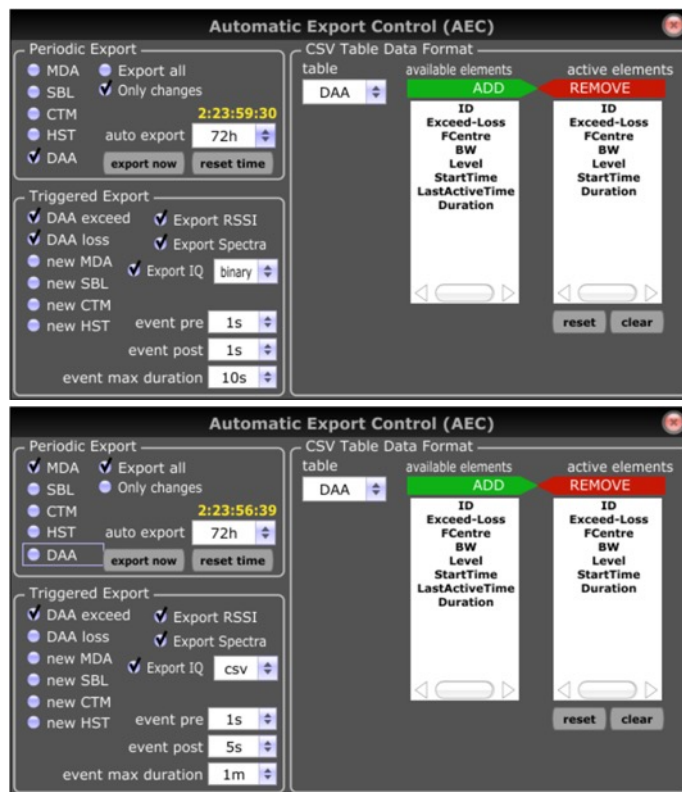 Automatic Export Control (AEC)
Periodic Export
MDA
Export all
SBL
Only changes
CTM
2:23:59:30
HST
auto export
72h
DAA
export now
reset time
Triggered Export
DAA exceed
Export RSSI
DAA loss
Export Spectra
new MDA
Export IQ
binary
new SBL
new CTM
new HST
event pre
1s
event post
1s
event max duration
10s
CSV Table Data Format
table
DAA
available elements
ADD
ID
Exceed-Loss
FCentre
BW
Level
StartTime
LastActiveTime
Duration
active elements
REMOVE
ID
Exceed-Loss
FCentre
BW
Level
StartTime
Duration
reset
clear
Automatic Export Control (AEC)
Periodic Export
MDA
Export all
SBL
Only changes
CTM
2:23:56:39
HST
auto export
72h
DAA
export now
reset time
Triggered Export
DAA exceed
Export RSSI
DAA loss
Export Spectra
new MDA
Export IQ
csv
new SBL
new CTM
new HST
event pre
1s
event post
5s
event max duration
1m
CSV Table Data Format
table
DAA
available elements
ADD
ID
Exceed-Loss
FCentre
BW
Level
StartTime
LastActiveTime
Duration
active elements
REMOVE
ID
Exceed-Loss
FCentre
BW
Level
StartTime
Duration
reset
clear